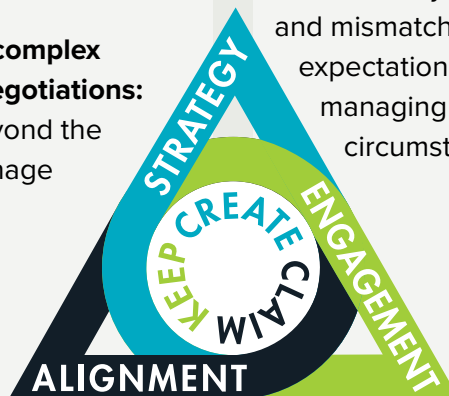 complex
egotiations:
yond the
nage
and mismatch
expectation
managing
circumst
STRATEGY
ENGAGEMENT
ALIGNMENT
KEEP CREATE CLAIM